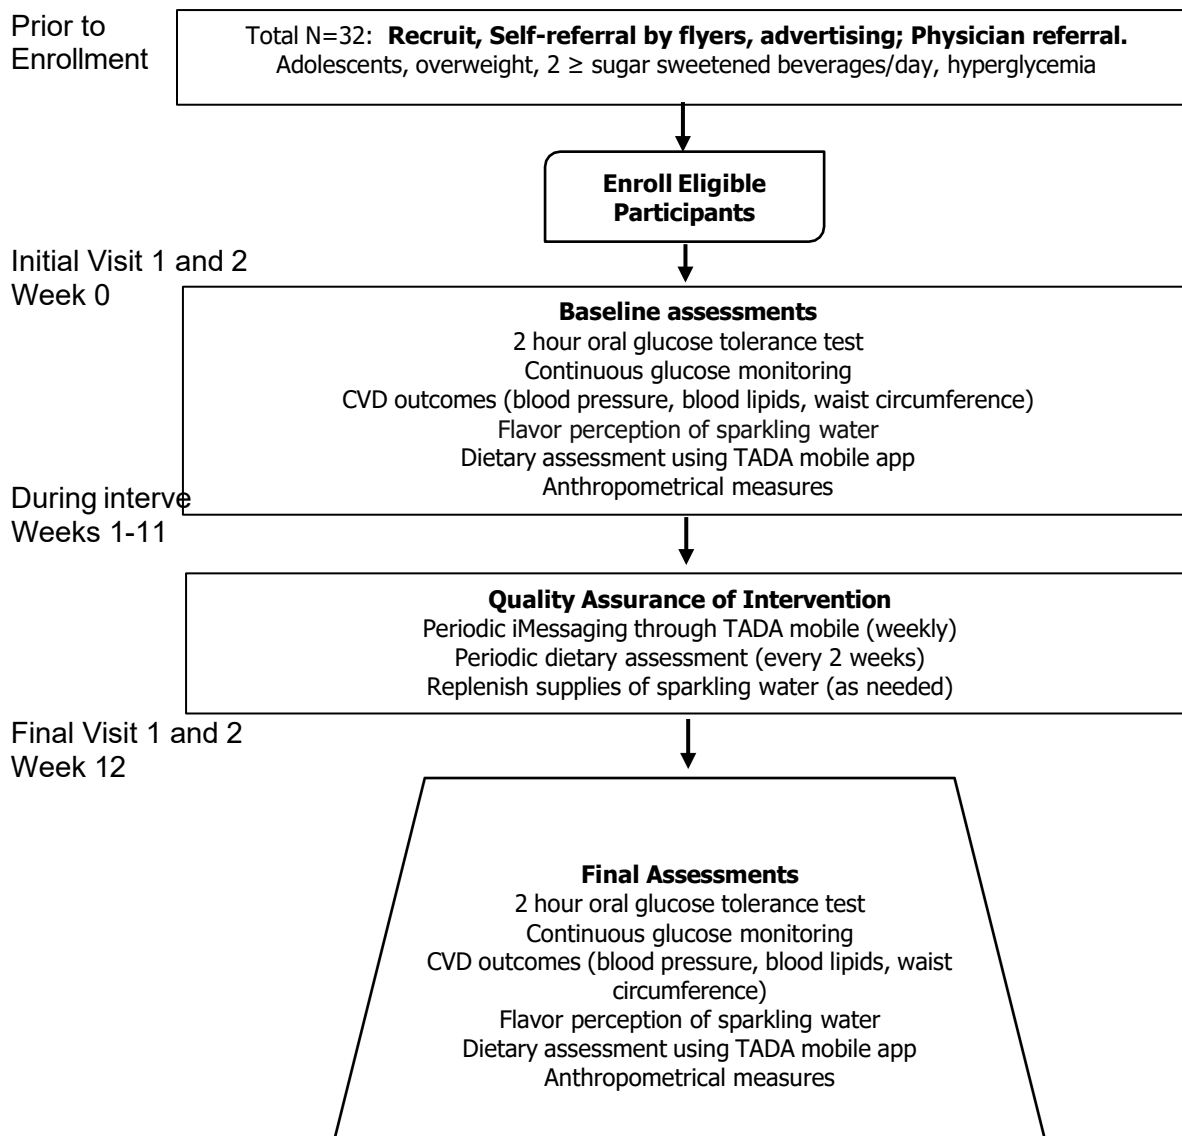 Prior to
Enrollment
Total N=32: Recruit, Self-referral by flyers, advertising; Physician referral.
Adolescents, overweight, 2 ≥ sugar sweetened beverages/day, hyperglycemia
Enroll Eligible
Participants
Initial Visit 1 and 2
Week 0
Baseline assessments
2 hour oral glucose tolerance test
Continuous glucose monitoring
CVD outcomes (blood pressure, blood lipids, waist circumference)
Flavor perception of sparkling water
Dietary assessment using TADA mobile app
Anthropometrical measures
During interve
Weeks 1-11
Quality Assurance of Intervention
Periodic iMessaging through TADA mobile (weekly)
Periodic dietary assessment (every 2 weeks)
Replenish supplies of sparkling water (as needed)
Final Visit 1 and 2
Week 12
Final Assessments
2 hour oral glucose tolerance test
Continuous glucose monitoring
CVD outcomes (blood pressure, blood lipids, waist
circumference)
Flavor perception of sparkling water
Dietary assessment using TADA mobile app
Anthropometrical measures